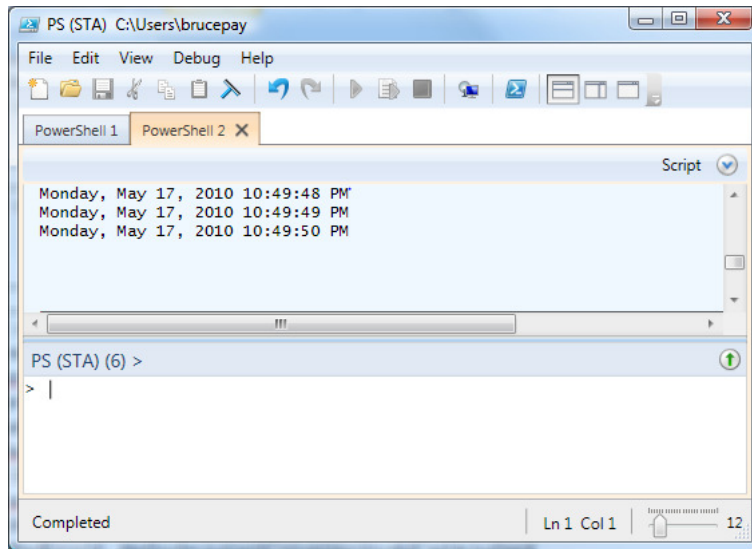 PS (STA) C:\Users\brucepay
File Edit View Debug Help
PowerShell 1 PowerShell 2
Script
Monday, May 17, 2010 10:49:48 PM
Monday, May 17, 2010 10:49:49 PM
Monday, May 17, 2010 10:49:50 PM
PS (STA) (6) >
>
Completed Ln 1 Col 1 12